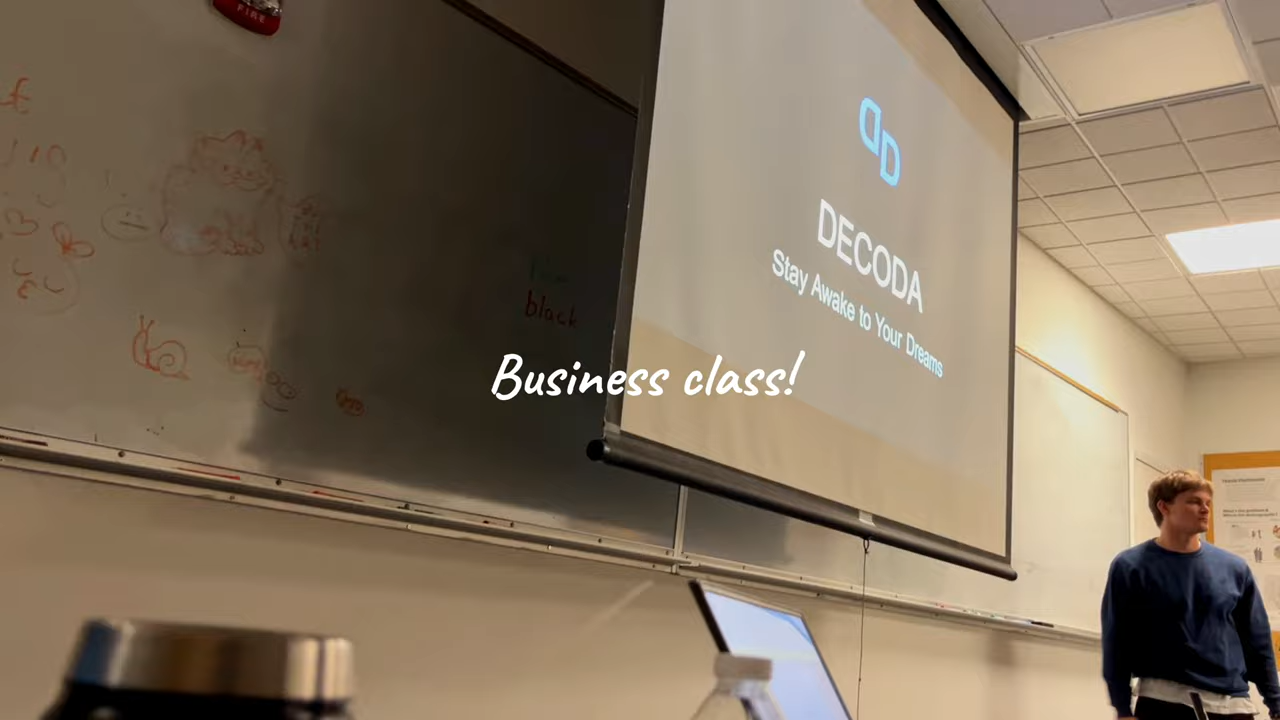 FIRE
DECODA
Stay Awake to Your Dreams
black
Business class!